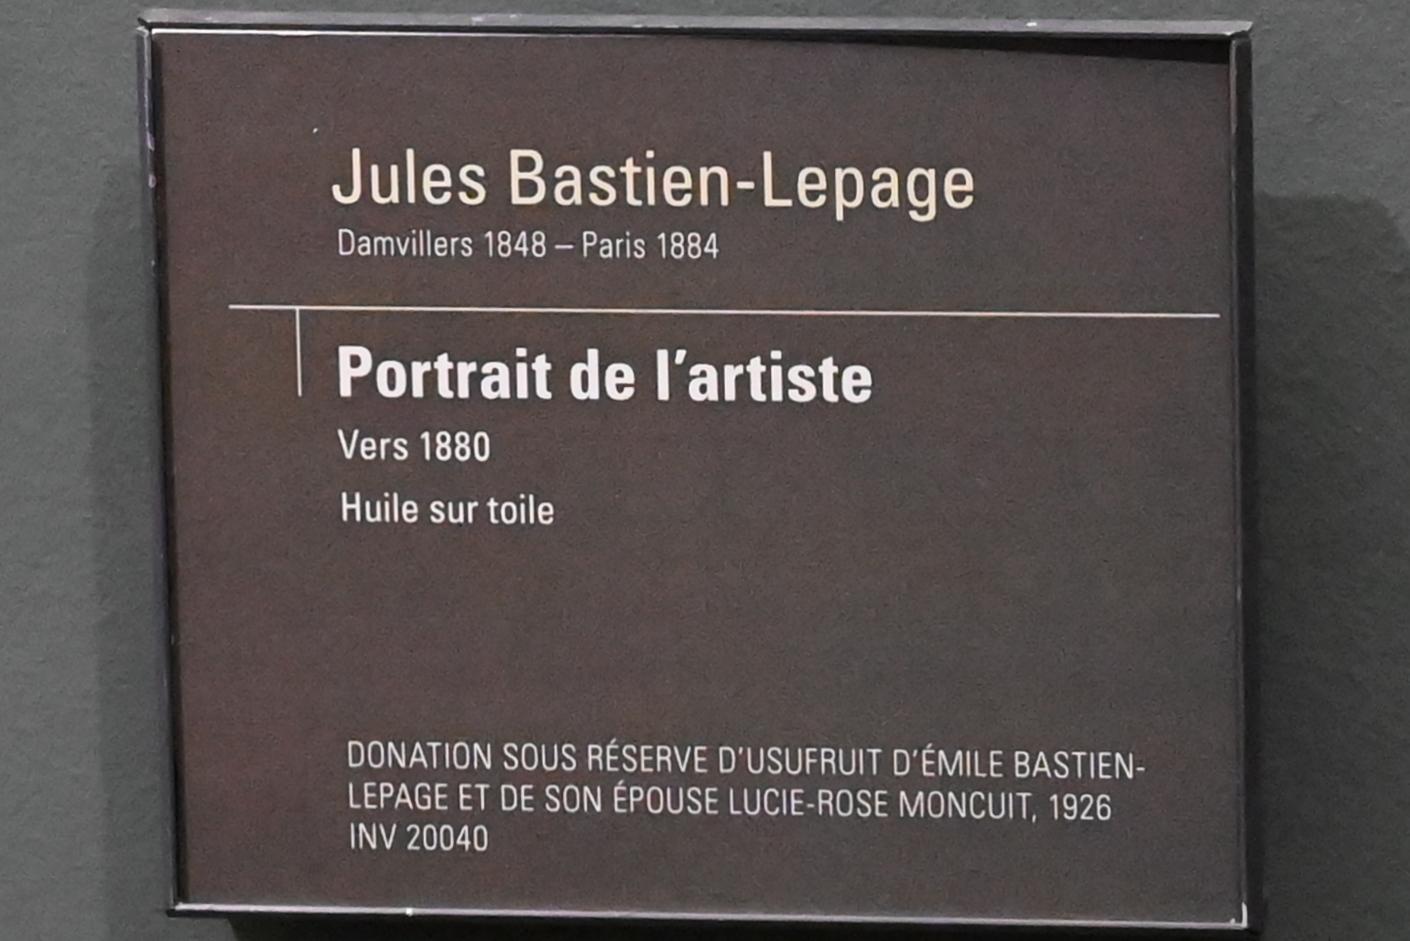 Jules Bastien-Lepage
Damvillers 1848 – Paris 1884
Portrait de l'artiste
Vers 1880
Huile sur toile
DONATION SOUS RÉSERVE D'USUFRUIT D'ÉMILE BASTIEN-
LEPAGE ET DE SON ÉPOUSE LUCIE-ROSE MONCUIT, 1926
INV 20040